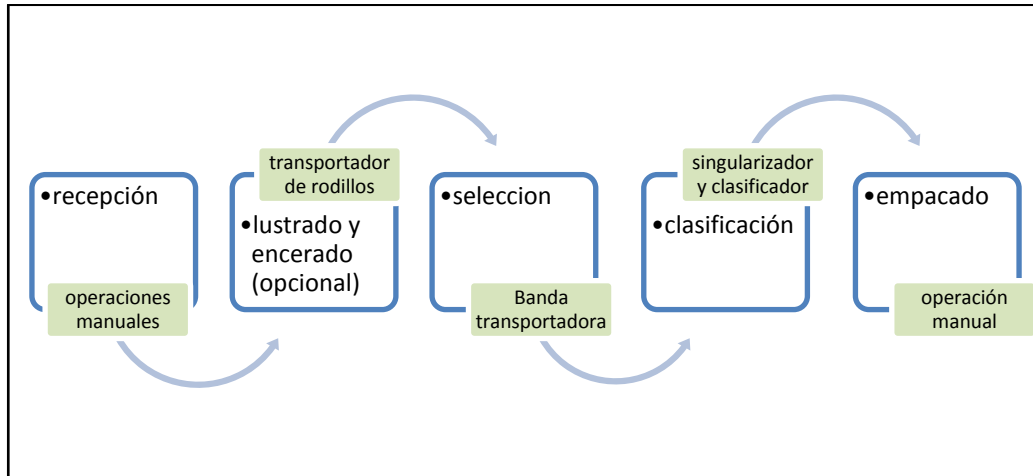 •recepción
operaciones
manuales
transportador
de rodillos
•lustrado y
encerado
(opcional)
•seleccion
Banda
transportadora
singularizador
y clasificador
•clasificación
•empacado
operación
manual